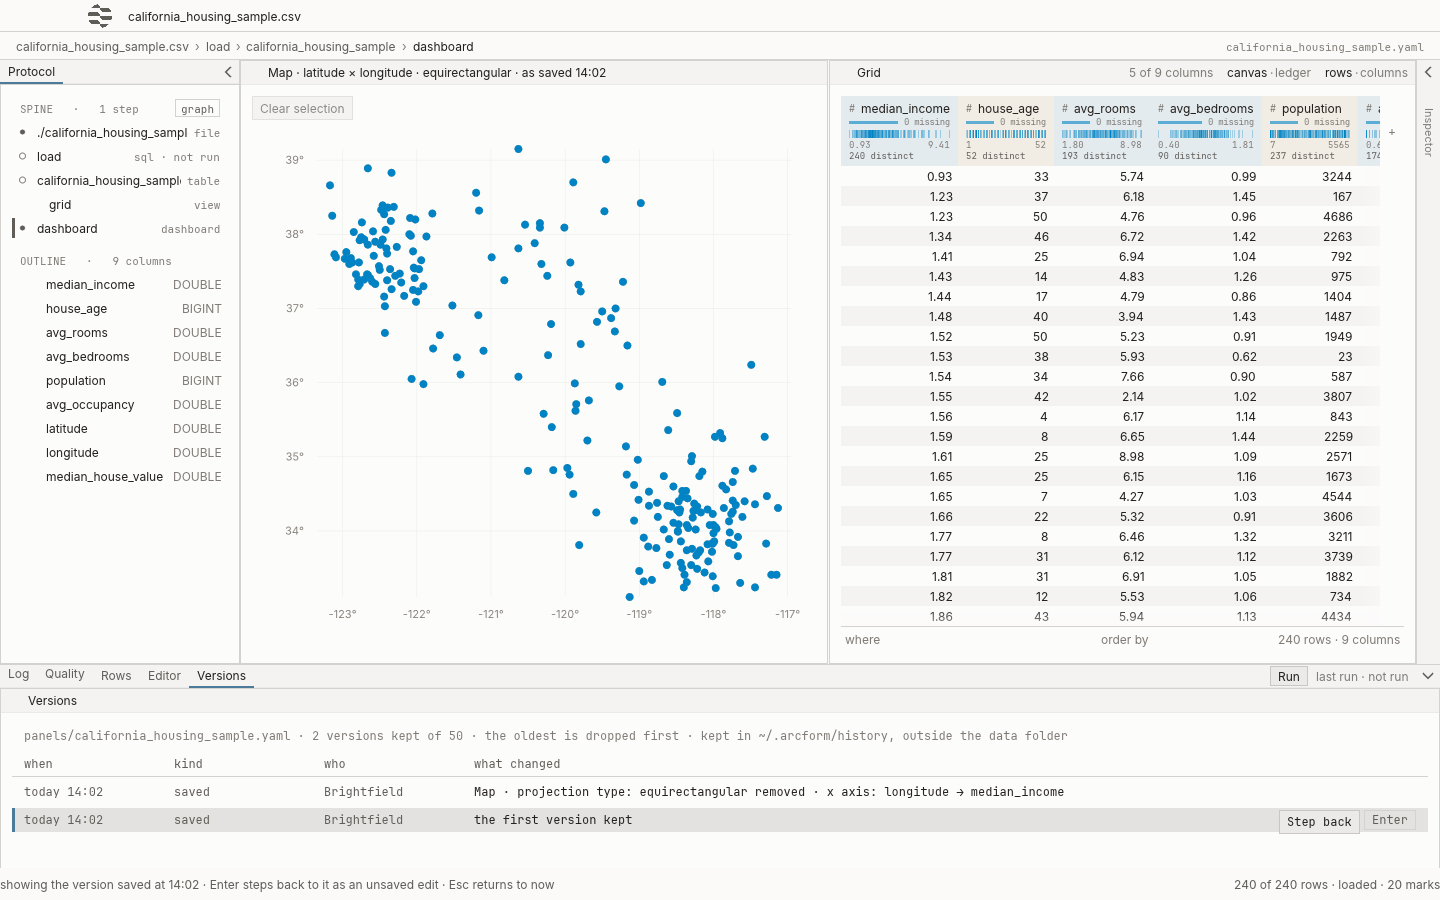 california_housing_sample.csv
california_housing_sample.csv › load › california_housing_sample › dashboard
california_housing_sample.yaml
Protocol
SPINE · 1 step graph
./california_housing_sampl file
load sql · not run
california_housing_sampl table
grid view
dashboard dashboard
OUTLINE · 9 columns
median_income DOUBLE
house_age BIGINT
avg_rooms DOUBLE
avg_bedrooms DOUBLE
population BIGINT
avg_occupancy DOUBLE
latitude DOUBLE
longitude DOUBLE
median_house_value DOUBLE
Map · latitude × longitude · equirectangular · as saved 14:02
Clear selection
39°
38°
37°
36°
35°
34°
-123° -122° -121° -120° -119° -118° -117°
Grid 5 of 9 columns canvas · ledger rows · columns
# median_income # house_age # avg_rooms # avg_bedrooms # population # a
0 missing 0 missing 0 missing 0 missing 0 missing
+
0.93 9.41 1 52 1.80 8.98 0.40 1.81 7 5565 0.6
240 distinct 52 distinct 193 distinct 90 distinct 237 distinct 174
0.93 33 5.74 0.99 3244
1.23 37 6.18 1.45 167
1.23 50 4.76 0.96 4686
1.34 46 6.72 1.42 2263
1.41 25 6.94 1.04 792
1.43 14 4.83 1.26 975
1.44 17 4.79 0.86 1404
1.48 40 3.94 1.43 1487
1.52 50 5.23 0.91 1949
1.53 38 5.93 0.62 23
1.54 34 7.66 0.90 587
1.55 42 2.14 1.02 3807
1.56 4 6.17 1.14 843
1.59 8 6.65 1.44 2259
1.61 25 8.98 1.09 2571
1.65 25 6.15 1.16 1673
1.65 7 4.27 1.03 4544
1.66 22 5.32 0.91 3606
1.77 8 6.46 1.32 3211
1.77 31 6.12 1.12 3739
1.81 31 6.91 1.05 1882
1.82 12 5.53 1.06 734
1.86 43 5.94 1.13 4434
where order by 240 rows · 9 columns
Inspector
Log Quality Rows Editor Versions Run last run · not run
Versions
panels/california_housing_sample.yaml · 2 versions kept of 50 · the oldest is dropped first · kept in ~/.arcform/history, outside the data folder
when kind who what changed
today 14:02 saved Brightfield Map · projection type: equirectangular removed · x axis: longitude → median_income
today 14:02 saved Brightfield the first version kept Step back Enter
showing the version saved at 14:02 · Enter steps back to it as an unsaved edit · Esc returns to now
240 of 240 rows · loaded · 20 marks